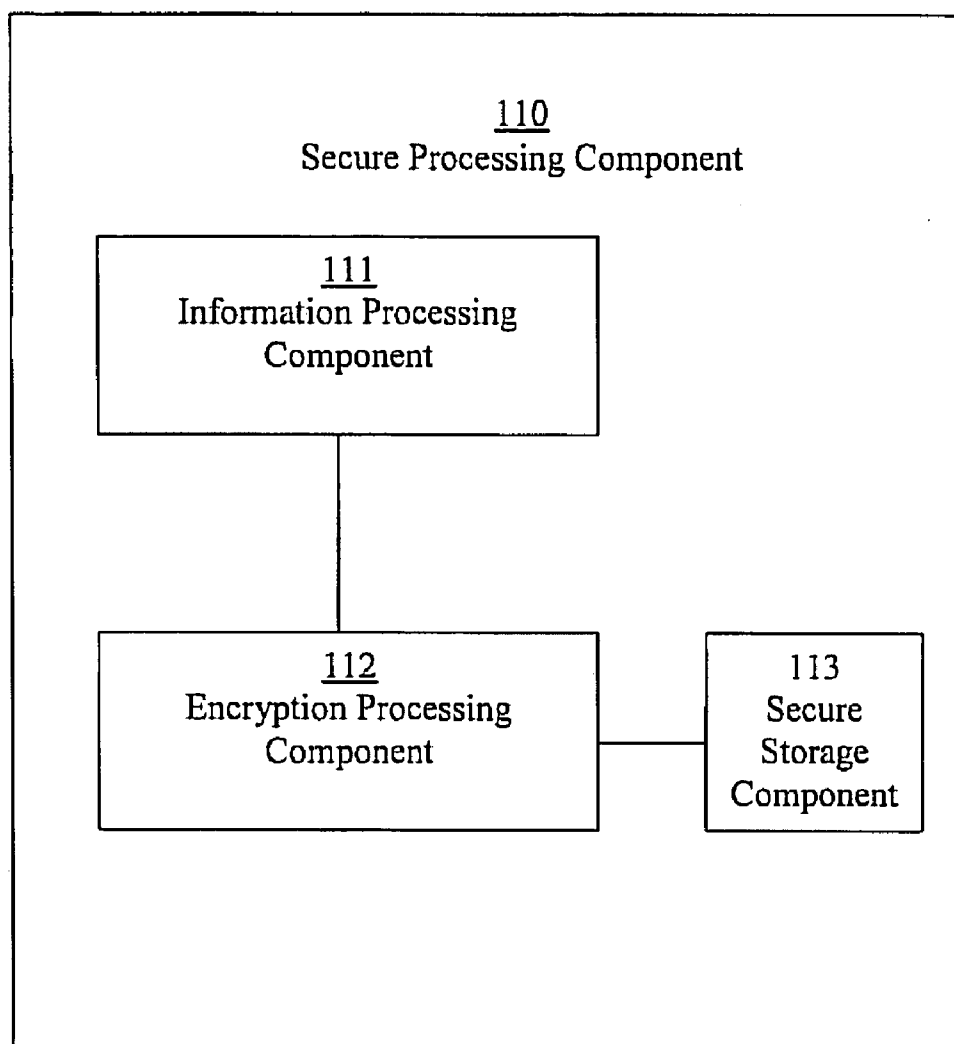 110
Secure Processing Component
111
Information Processing
Component
112
Encryption Processing
Component
113
Secure
Storage
Component